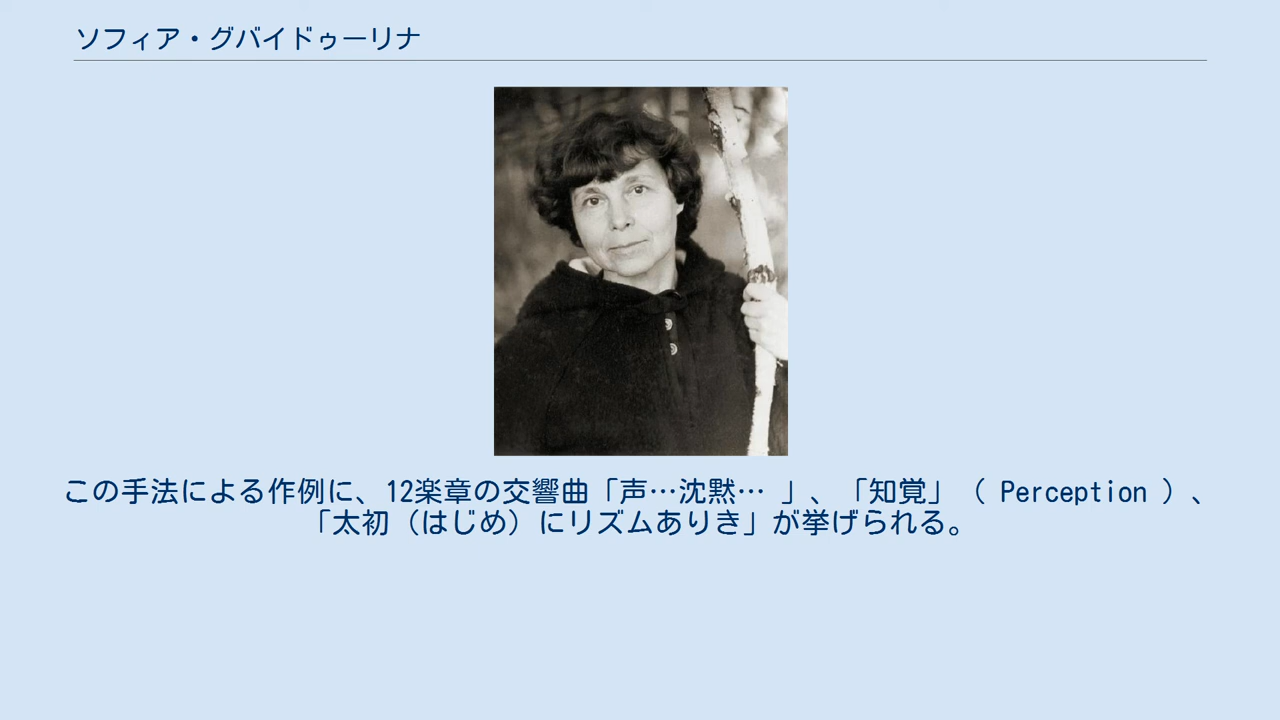 ソフィア・グバイドゥーリナ
この手法による作例に、12楽章の交響曲「声…沈黙… 」、「知覚」（ Perception ）、
「太初（はじめ）にリズムありき」が挙げられる。